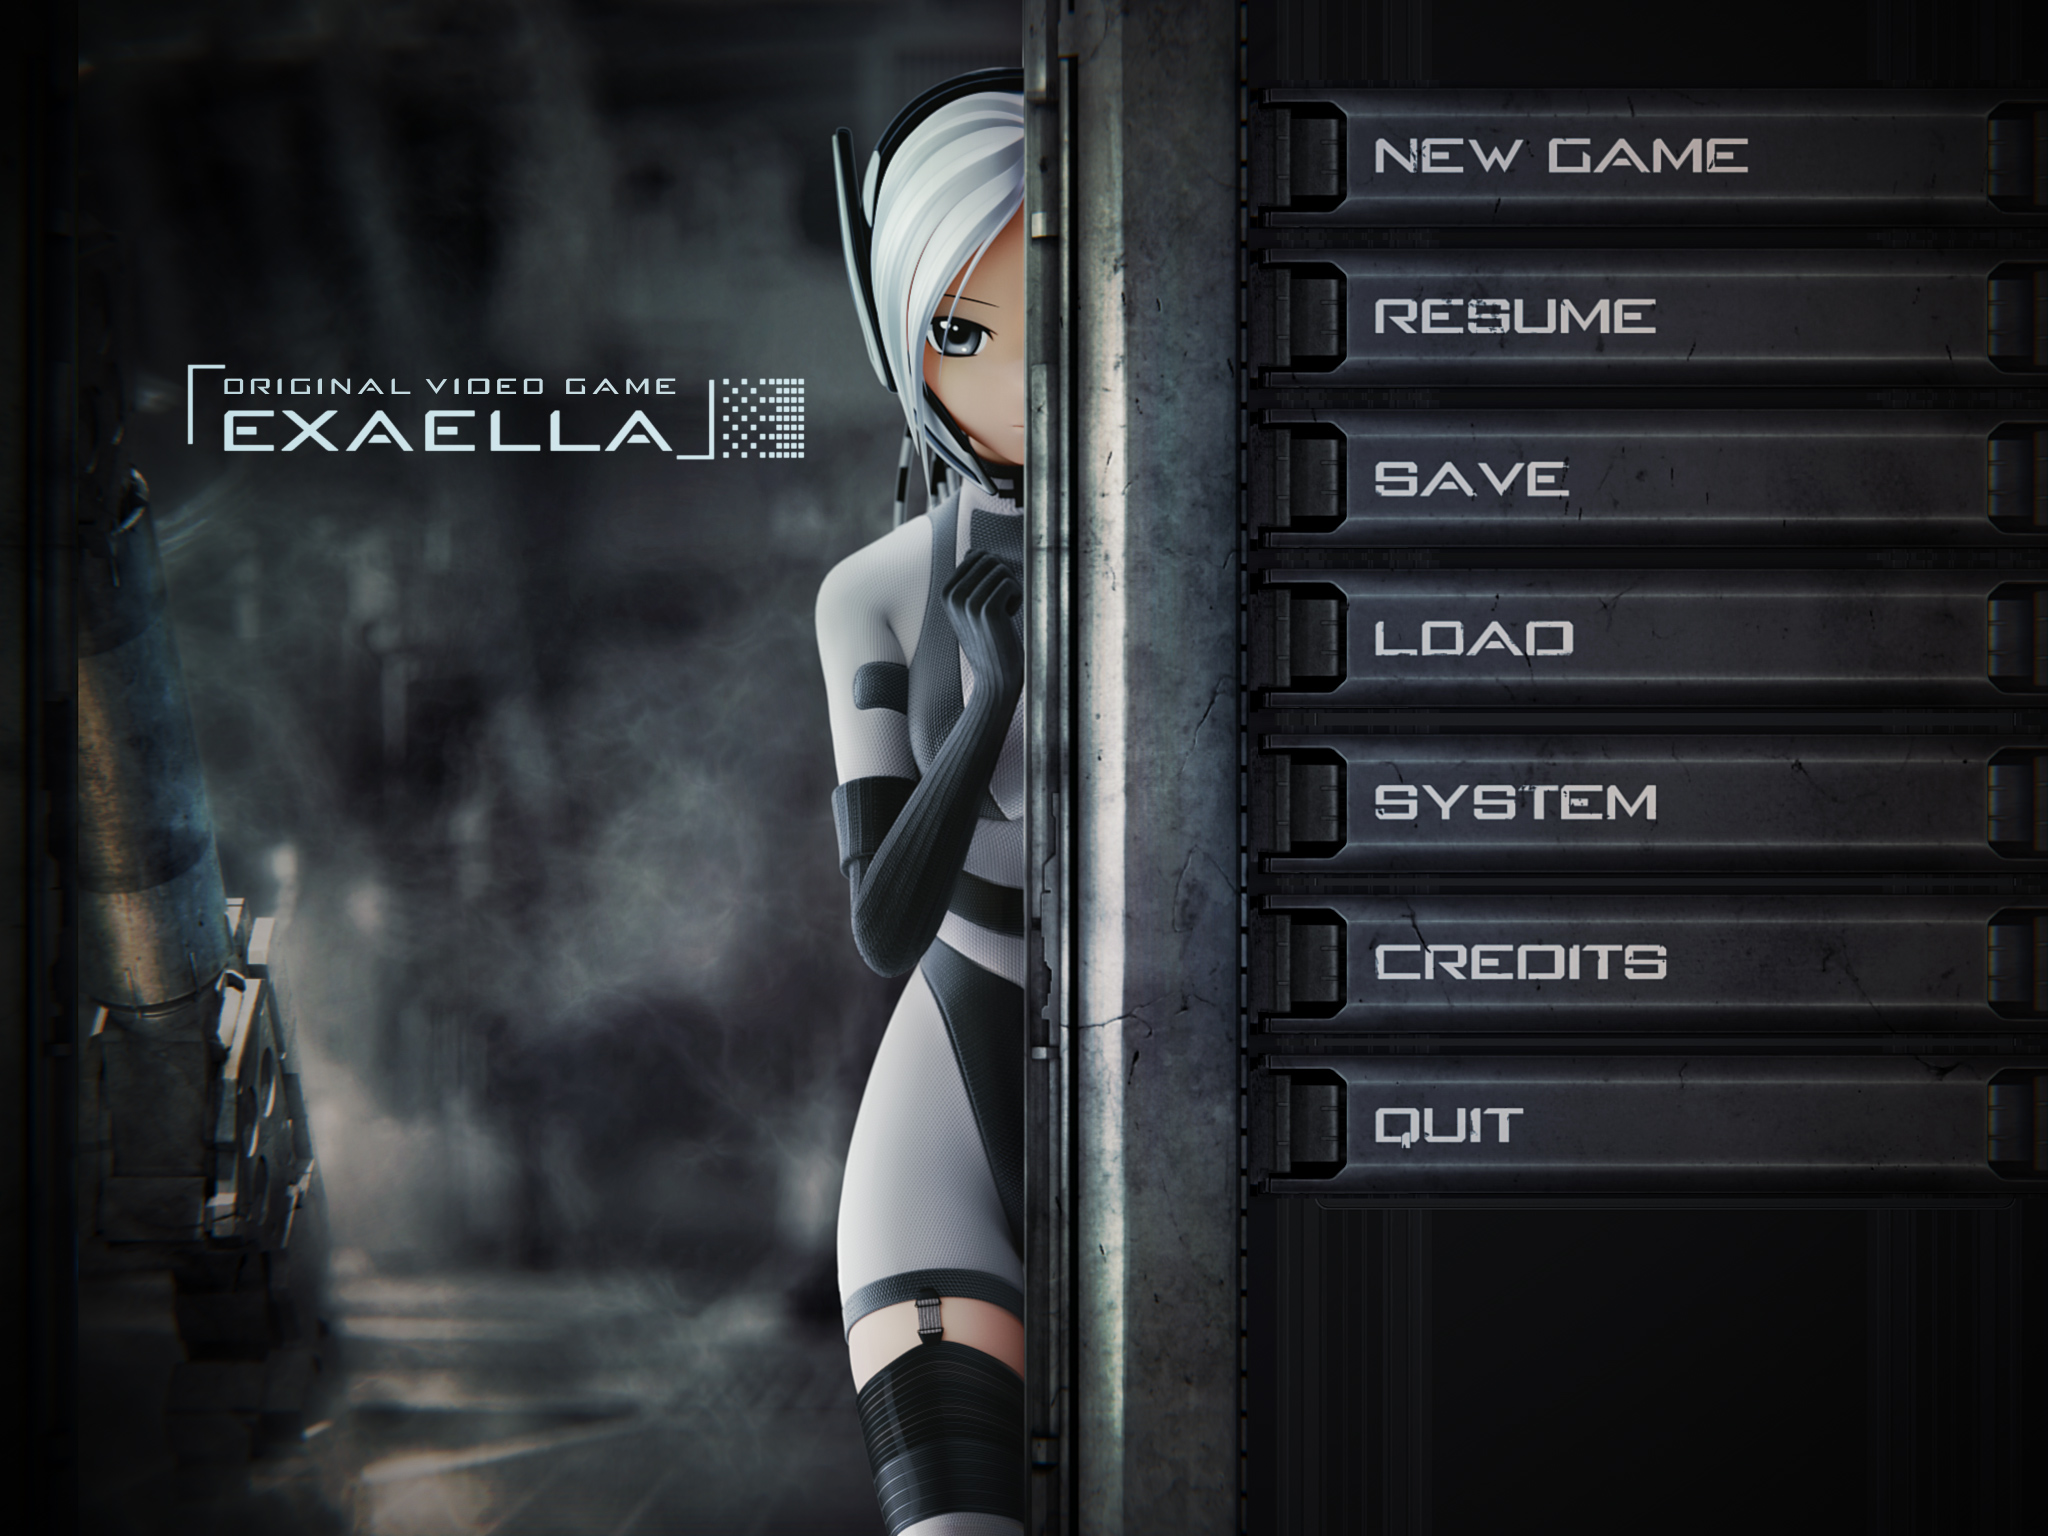 ORIGINAL VIDEO GAME
EXAELLA
NEW GAME
RESUME
SAVE
LOAD
SYSTEM
CREDITS
QUIT